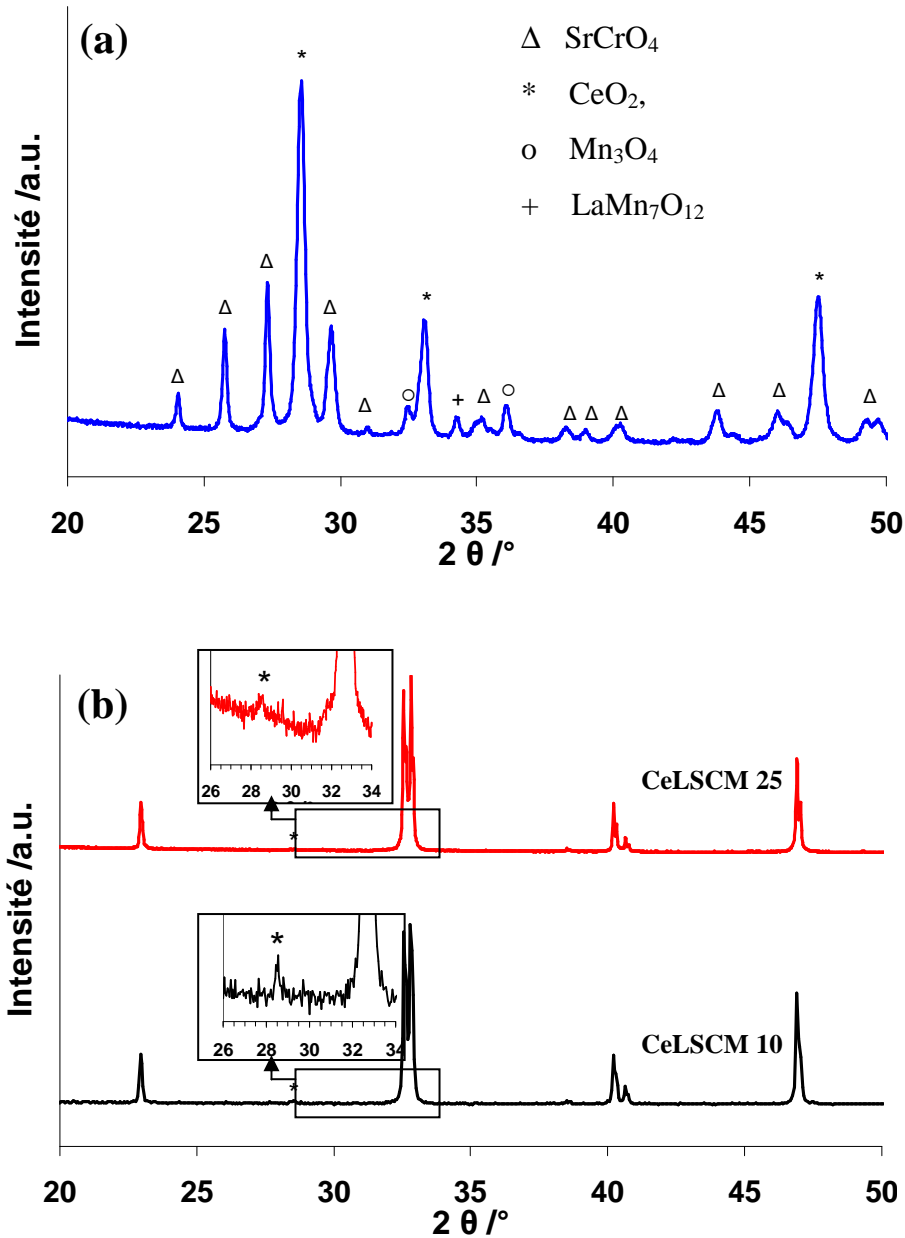 (a)
Δ SrCrO₄
* CeO₂,
o Mn₃O₄
+ LaMn₇O₁₂
Intensité /a.u.
*
Δ
Δ
Δ
Δ
Δ
o
*
+
Δ
o
Δ
Δ
Δ
Δ
Δ
*
Δ
20 25 30 35 40 45 50
2 θ /°
(b)
*
26 28 30 32 34
CeLSCM 25
*
*
26 28 30 32 34
CeLSCM 10
*
Intensité /a.u.
20 25 30 35 40 45 50
2 θ /°